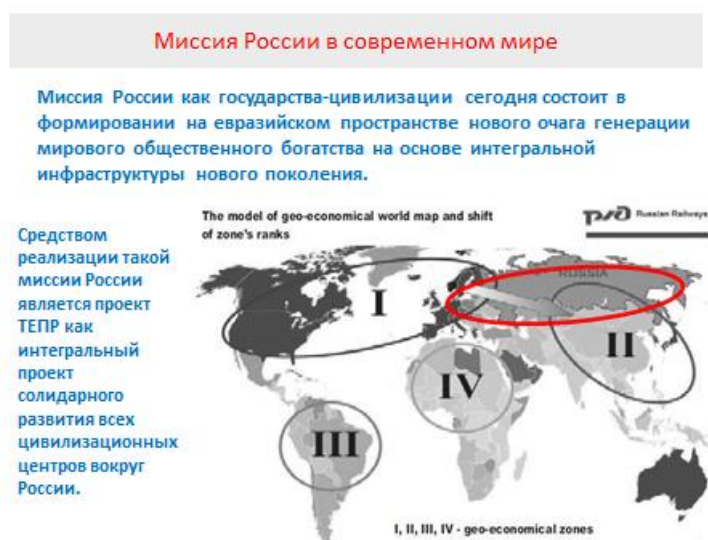 Миссия России в современном мире
Миссия России как государства-цивилизации сегодня состоит в
формировании на евразийском пространстве нового очага генерации
мирового общественного богатства на основе интегральной
инфраструктуры нового поколения.
The model of geo-economical world map and shift
of zone's ranks
Russian Railways
Средством
реализации такой
миссии России
является проект
ТЕПР как
интегральный
проект
солидарного
развития всех
цивилизационных
центров вокруг
России.
RUSSIA
I
II
IV
III
I, II, III, IV - geo-economical zones